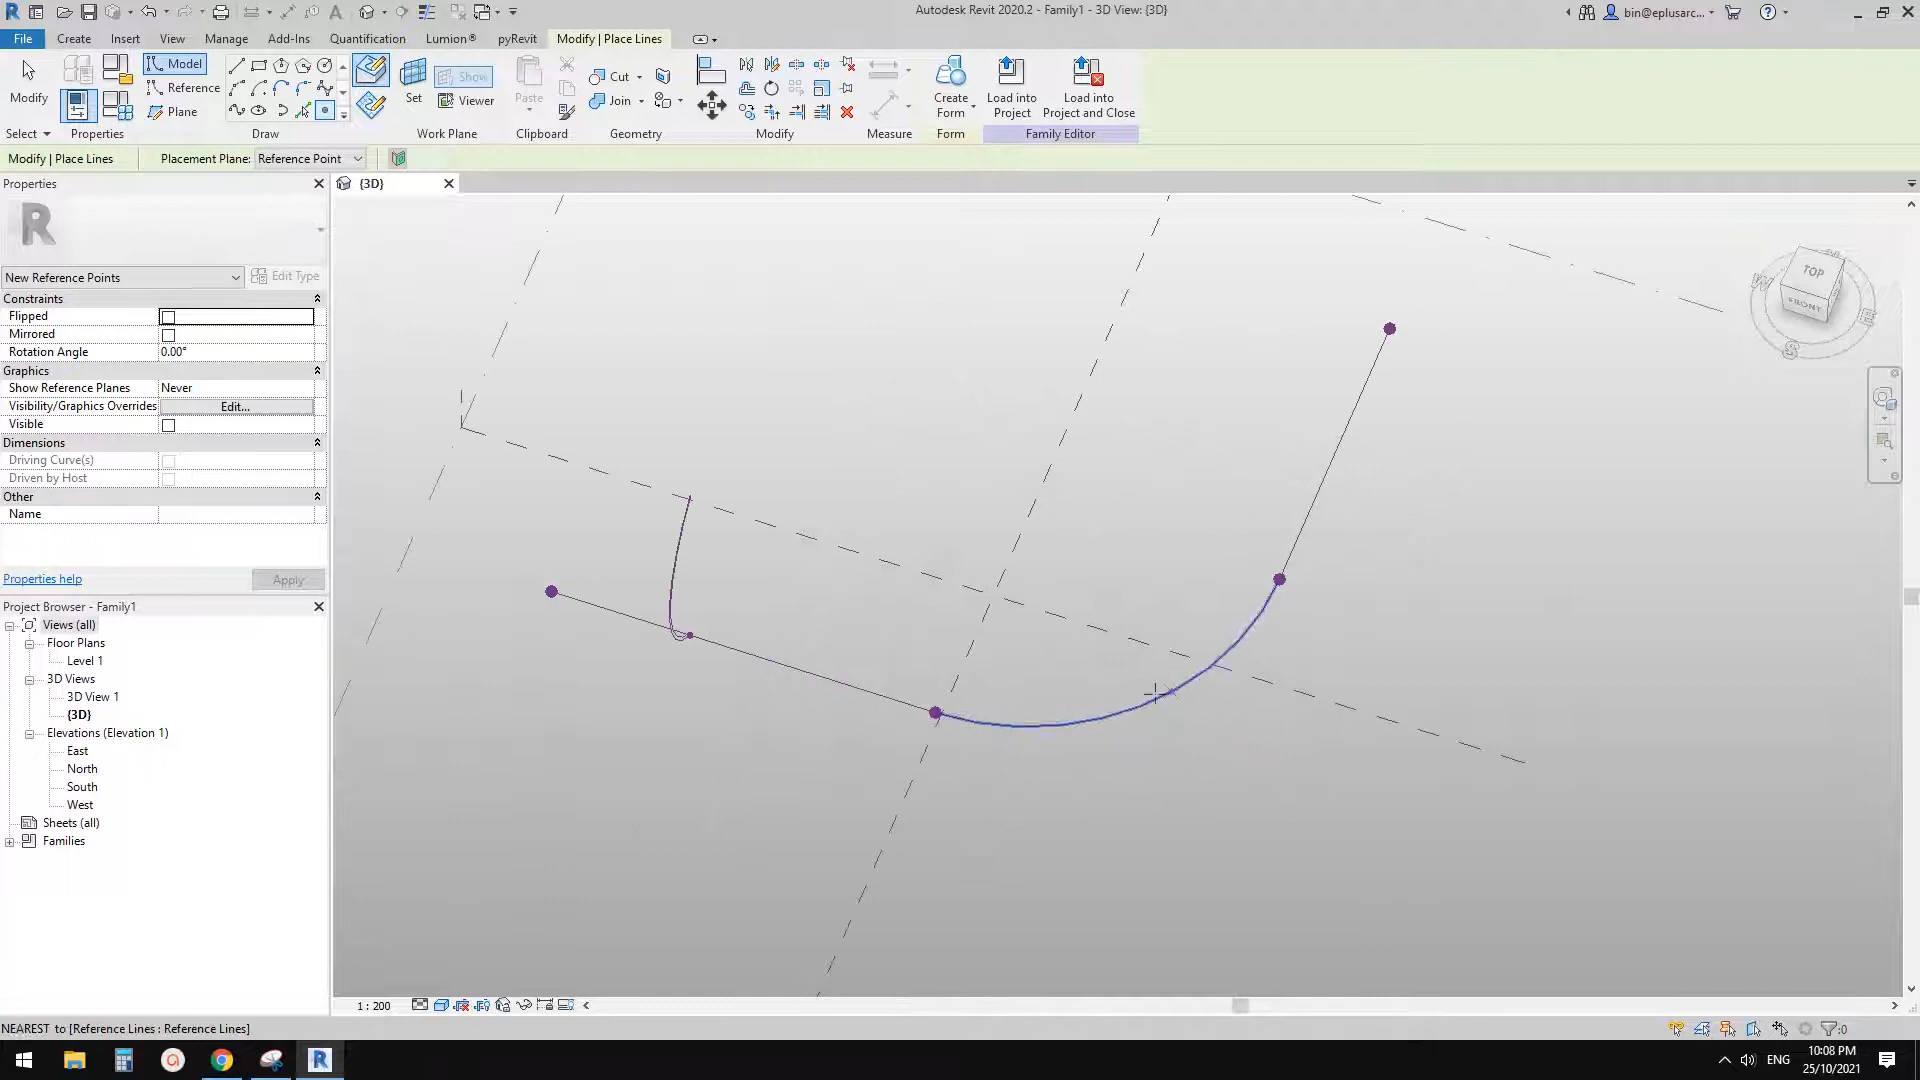 Autodesk Revit 2020.2 - Family1 - 3D View: {3D}
bin@eplusarc...
File Create Insert View Manage Add-Ins Quantification Lumion® pyRevit Modify | Place Lines
Modify
Model
Reference
Plane
Set
Show
Viewer
Paste
Cut
Join
Create Form
Load into Project
Load into Project and Close
Select Properties Draw Work Plane Clipboard Geometry Modify Measure Form Family Editor
Modify | Place Lines Placement Plane: Reference Point
Properties
{3D}
R
New Reference Points Edit Type
Constraints
Flipped
Mirrored
Rotation Angle 0.00°
Graphics
Show Reference Planes Never
Visibility/Graphics Overrides Edit...
Visible
Dimensions
Driving Curve(s)
Driven by Host
Other
Name
Properties help Apply
Project Browser - Family1
Views (all)
Floor Plans
Level 1
3D Views
3D View 1
{3D}
Elevations (Elevation 1)
East
North
South
West
Sheets (all)
Families
TOP
FRONT
W
S
E
1 : 200
NEAREST to [Reference Lines : Reference Lines]
:0
ENG
10:08 PM
25/10/2021